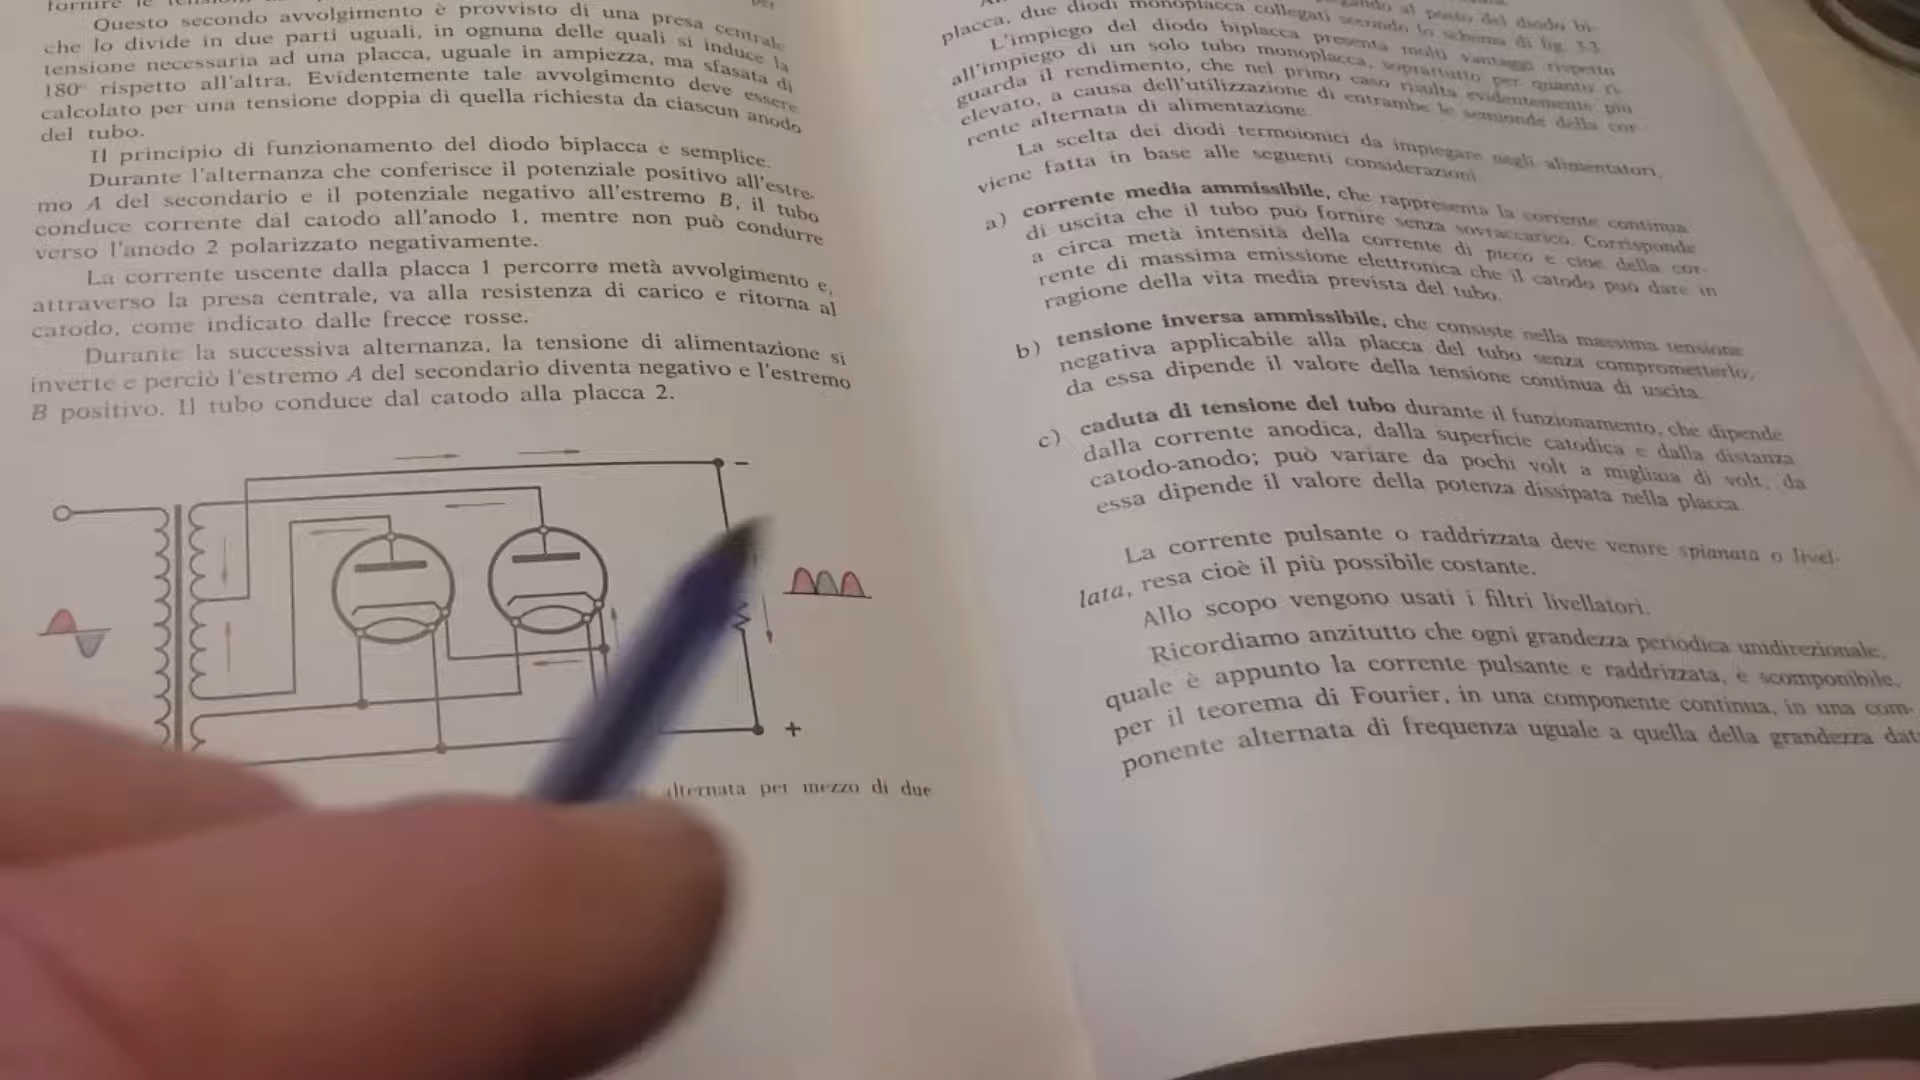 fornire le tensioni
per
Questo secondo avvolgimento è provvisto di una presa centrale
che lo divide in due parti uguali, in ognuna delle quali si induce la
tensione necessaria ad una placca, uguale in ampiezza, ma sfasata di
180° rispetto all'altra. Evidentemente tale avvolgimento deve essere
calcolato per una tensione doppia di quella richiesta da ciascun anodo
del tubo.
Il principio di funzionamento del diodo biplacca è semplice.
Durante l'alternanza che conferisce il potenziale positivo all'estre-
mo A del secondario e il potenziale negativo all'estremo B, il tubo
conduce corrente dal catodo all'anodo 1, mentre non può condurre
verso l'anodo 2 polarizzato negativamente.
La corrente uscente dalla placca 1 percorre metà avvolgimento e,
attraverso la presa centrale, va alla resistenza di carico e ritorna al
catodo, come indicato dalle frecce rosse.
Durante la successiva alternanza, la tensione di alimentazione si
inverte e perciò l'estremo A del secondario diventa negativo e l'estremo
B positivo. Il tubo conduce dal catodo alla placca 2.
−
+
alternata per mezzo di due
al posto del diodo bi-
placca, due diodi monoplacca collegati secondo lo schema di fig. 3.3
L'impiego del diodo biplacca presenta molti vantaggi rispetto
all'impiego di un solo tubo monoplacca, soprattutto per quanto ri-
guarda il rendimento, che nel primo caso risulta evidentemente più
elevato, a causa dell'utilizzazione di entrambe le semionde della cor-
rente alternata di alimentazione.
La scelta dei diodi termoionici da impiegare negli alimentatori,
viene fatta in base alle seguenti considerazioni
a) corrente media ammissibile, che rappresenta la corrente continua
di uscita che il tubo può fornire senza sovraccarico. Corrisponde
a circa metà intensità della corrente di picco e cioè della cor-
rente di massima emissione elettronica che il catodo può dare in
ragione della vita media prevista del tubo.
b) tensione inversa ammissibile, che consiste nella massima tensione
negativa applicabile alla placca del tubo senza comprometterlo;
da essa dipende il valore della tensione continua di uscita.
c) caduta di tensione del tubo durante il funzionamento, che dipende
dalla corrente anodica, dalla superficie catodica e dalla distanza
catodo-anodo; può variare da pochi volt a migliaia di volt, da
essa dipende il valore della potenza dissipata nella placca.
La corrente pulsante o raddrizzata deve venire spianata o livel-
lata, resa cioè il più possibile costante.
Allo scopo vengono usati i filtri livellatori.
Ricordiamo anzitutto che ogni grandezza periodica unidirezionale,
quale è appunto la corrente pulsante e raddrizzata, è scomponibile,
per il teorema di Fourier, in una componente continua, in una com-
ponente alternata di frequenza uguale a quella della grandezza dat